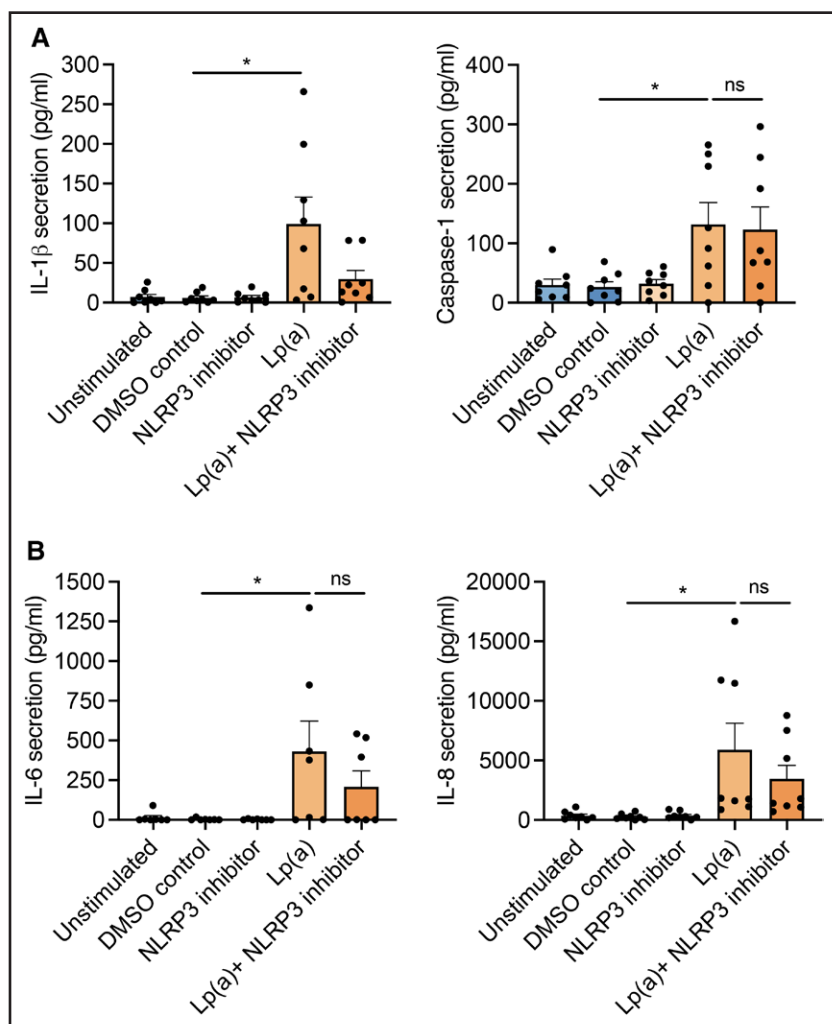 A
IL-1β secretion (pg/ml)
300
250
200
150
100
50
0
*
Unstimulated
DMSO control
NLRP3 inhibitor
Lp(a)
Lp(a)+ NLRP3 inhibitor
Caspase-1 secretion (pg/ml)
400
300
200
100
0
*
ns
Unstimulated
DMSO control
NLRP3 inhibitor
Lp(a)
Lp(a)+ NLRP3 inhibitor
B
IL-6 secretion (pg/ml)
1500
1250
1000
750
500
250
0
*
ns
Unstimulated
DMSO control
NLRP3 inhibitor
Lp(a)
Lp(a)+ NLRP3 inhibitor
IL-8 secretion (pg/ml)
20000
15000
10000
5000
0
*
ns
Unstimulated
DMSO control
NLRP3 inhibitor
Lp(a)
Lp(a)+ NLRP3 inhibitor